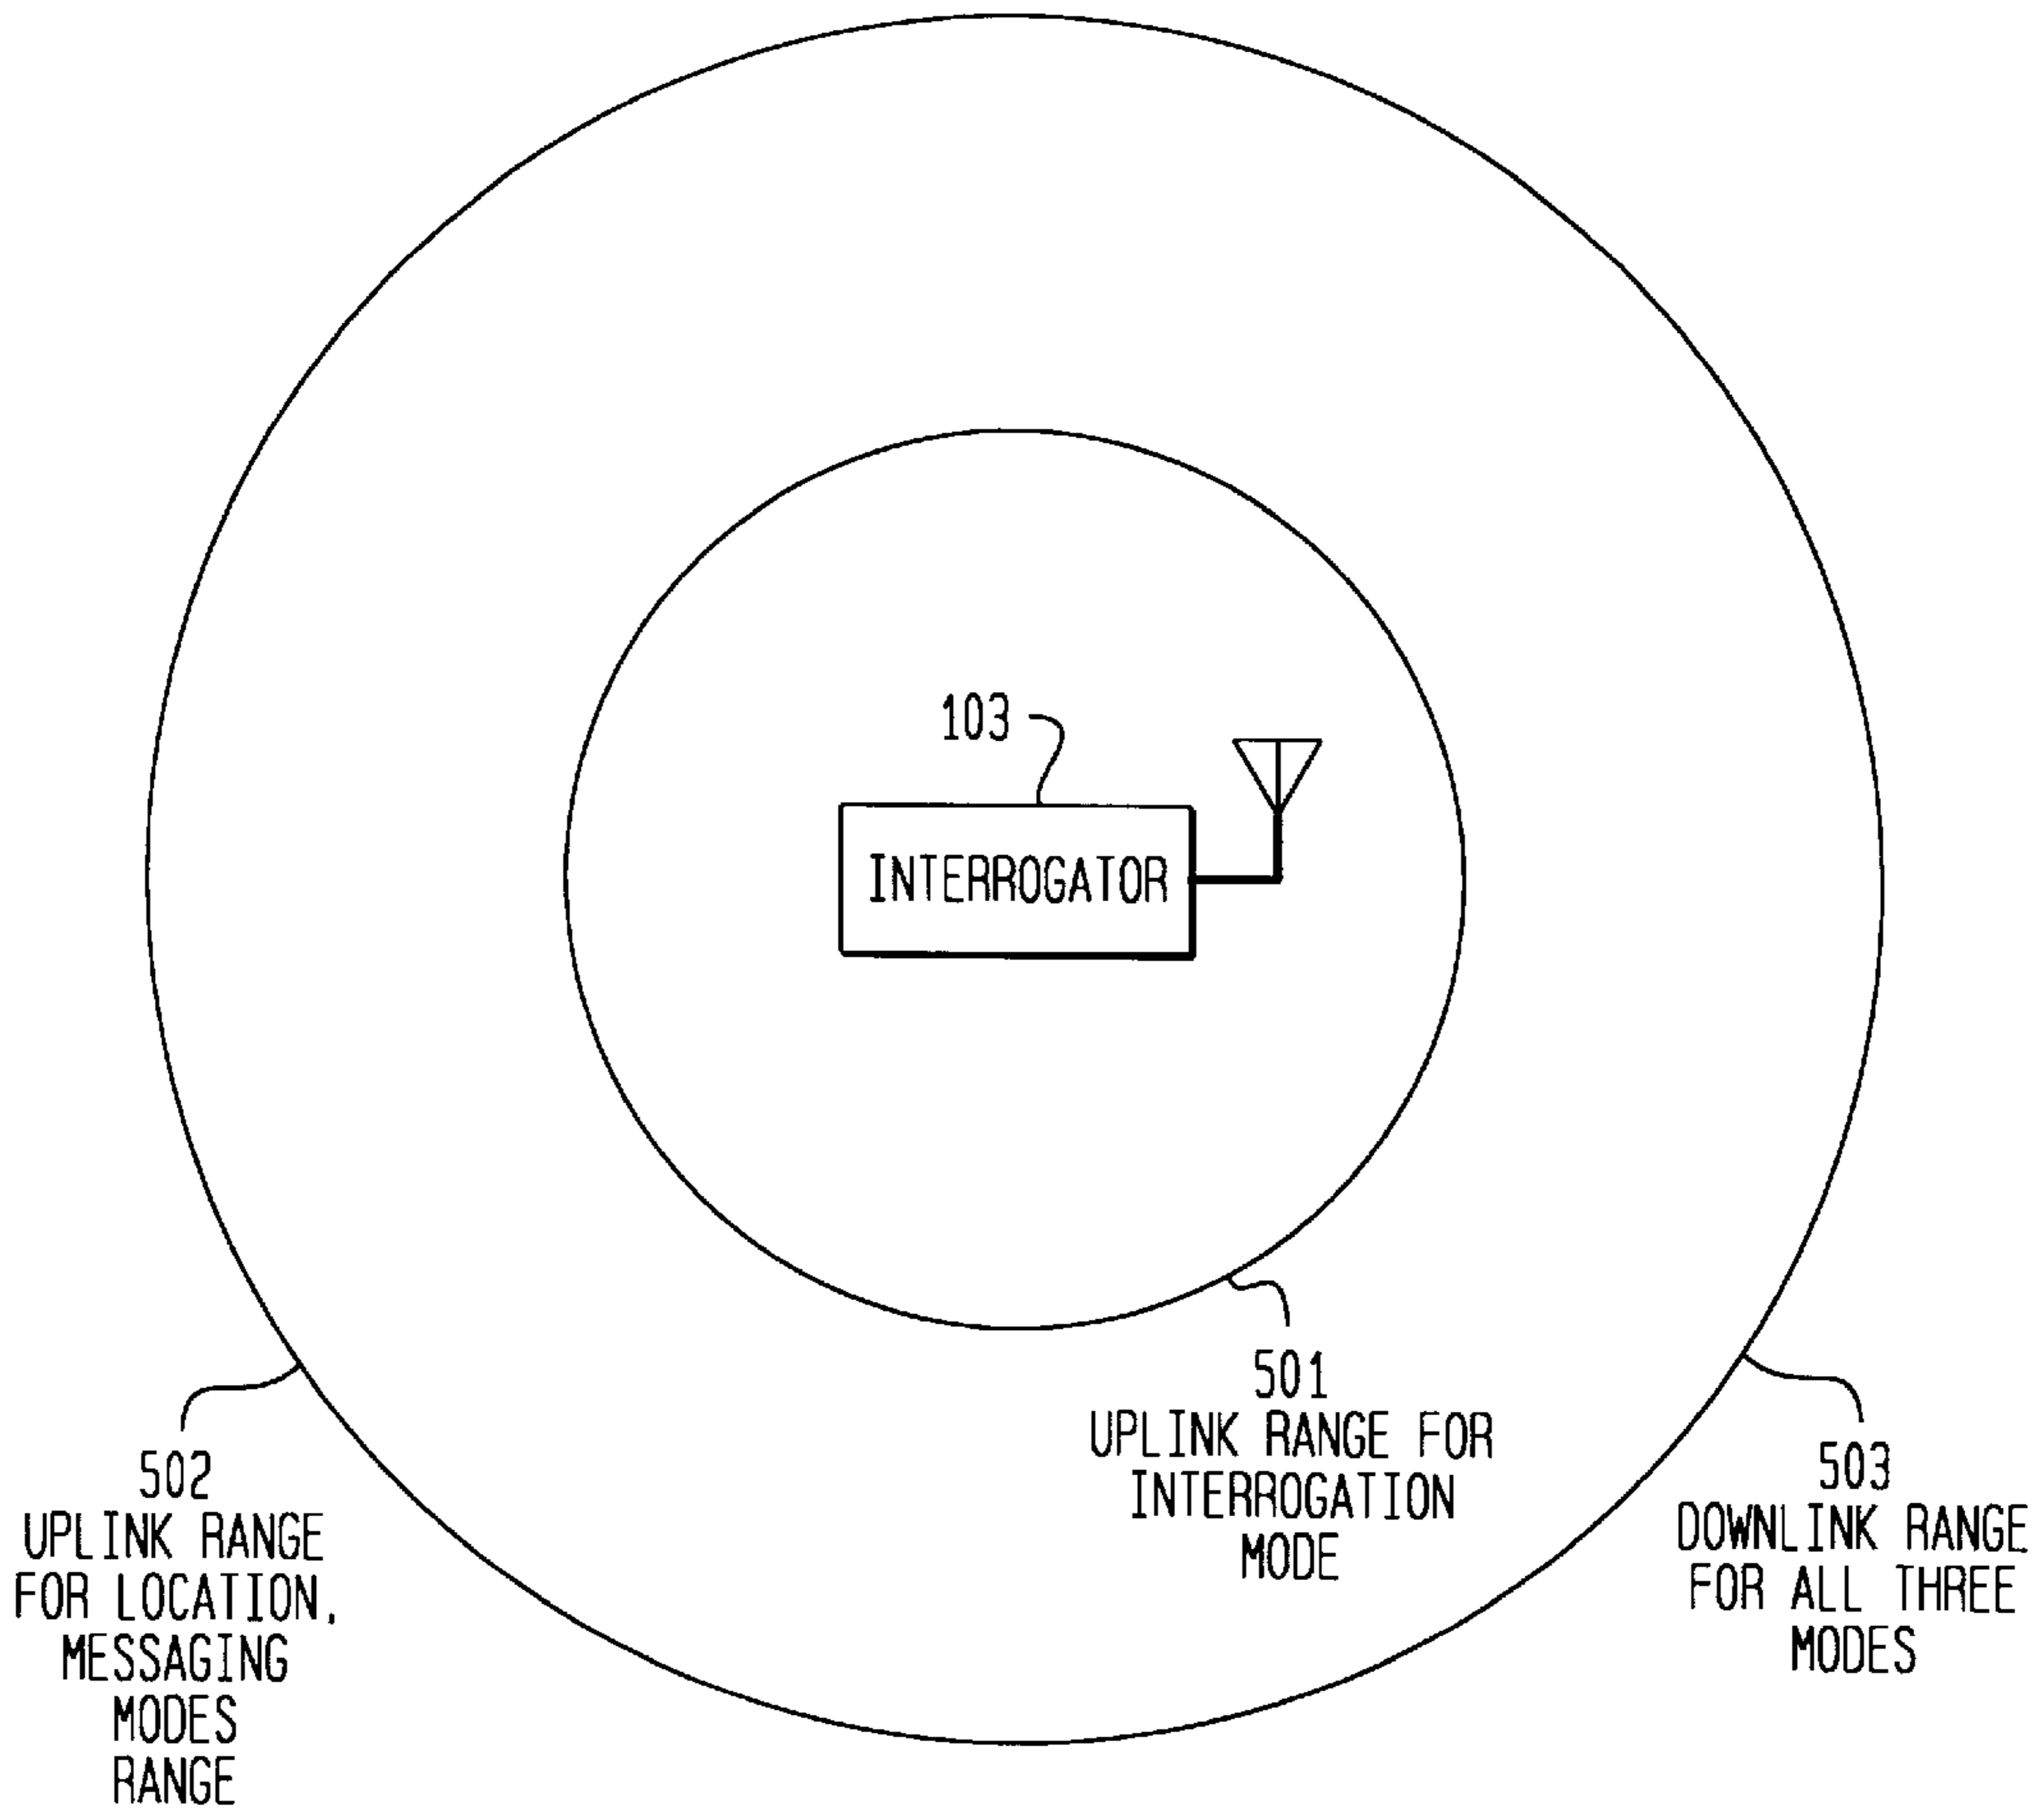 103
INTERROGATOR
501
UPLINK RANGE FOR
INTERROGATION
MODE
502
UPLINK RANGE
FOR LOCATION,
MESSAGING
MODES
RANGE
503
DOWNLINK RANGE
FOR ALL THREE
MODES